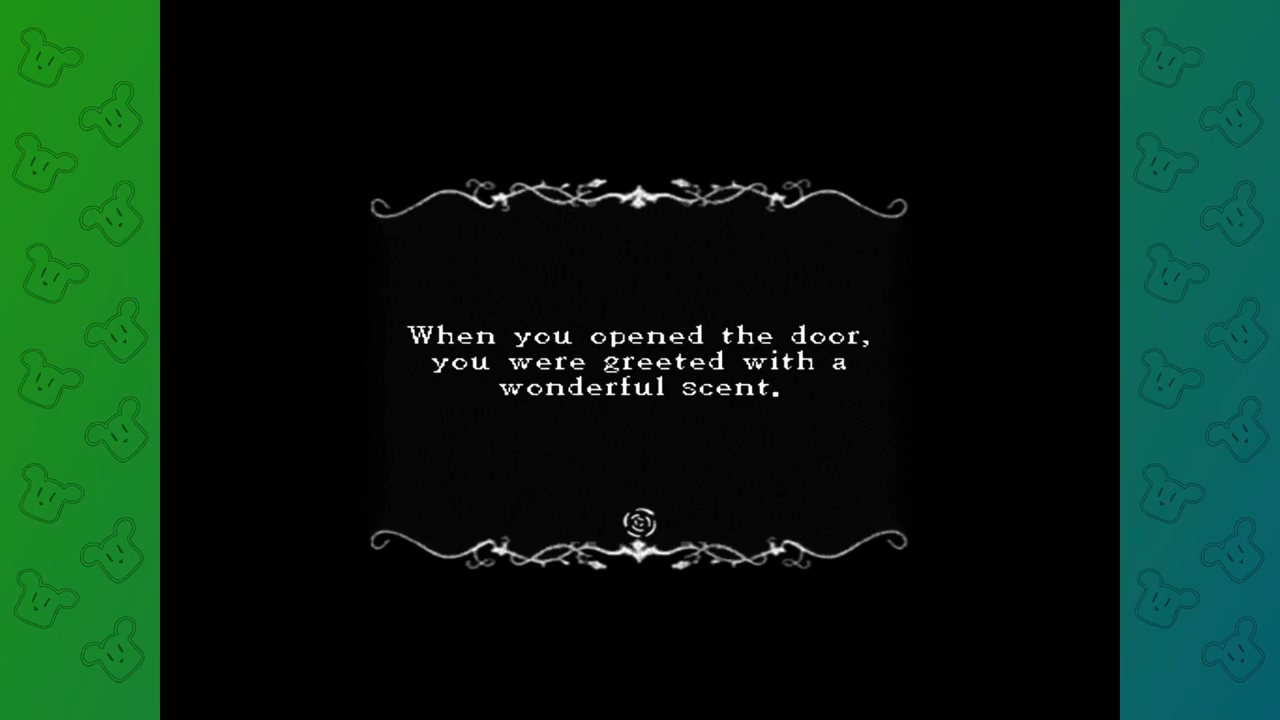 When you opened the door,
you were greeted with a
wonderful scent.